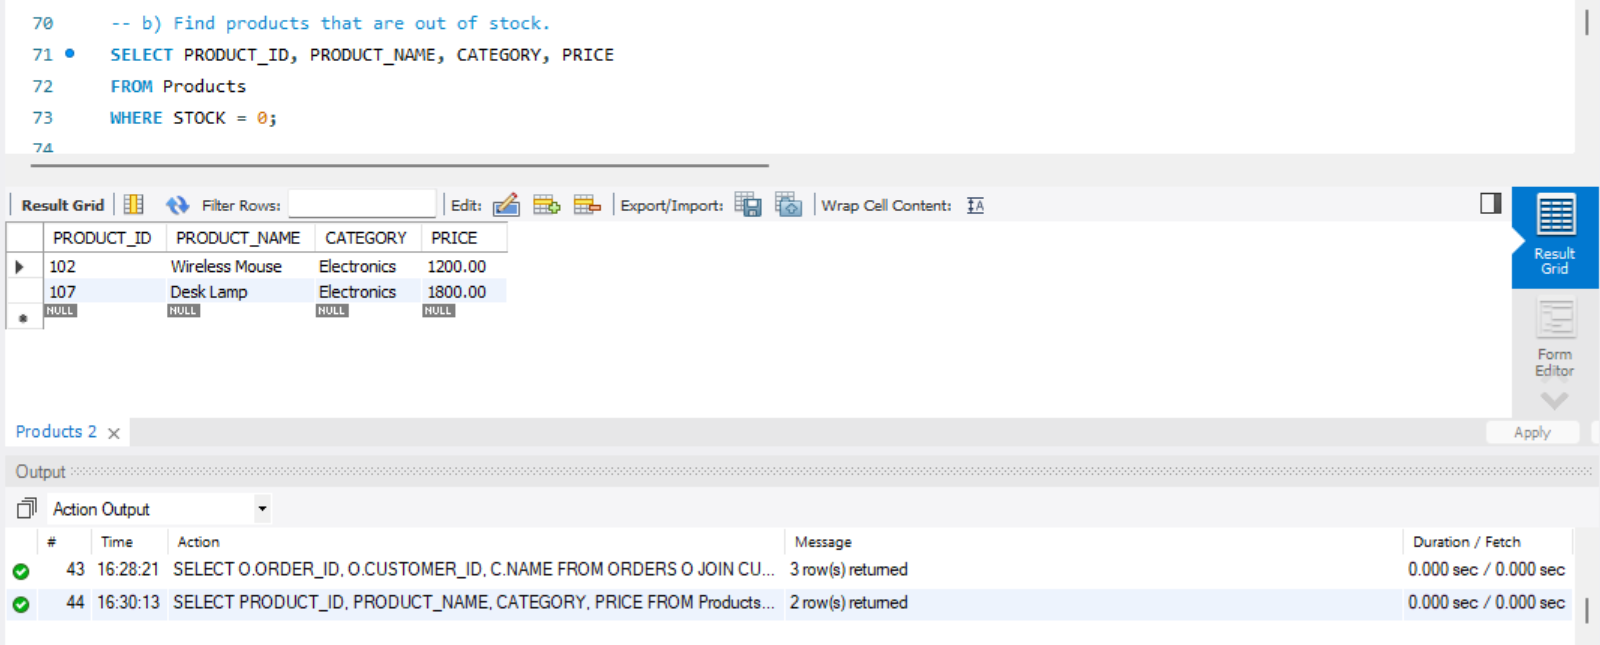 70 -- b) Find products that are out of stock.
71 SELECT PRODUCT_ID, PRODUCT_NAME, CATEGORY, PRICE
72 FROM Products
73 WHERE STOCK = 0;
74
Result Grid Filter Rows: Edit: Export/Import: Wrap Cell Content:
PRODUCT_ID PRODUCT_NAME CATEGORY PRICE
102 Wireless Mouse Electronics 1200.00
107 Desk Lamp Electronics 1800.00
NULL NULL NULL NULL
Result
Grid
Form
Editor
Products 2
Apply
Output
Action Output
# Time Action Message Duration / Fetch
43 16:28:21 SELECT O.ORDER_ID, O.CUSTOMER_ID, C.NAME FROM ORDERS O JOIN CU... 3 row(s) returned 0.000 sec / 0.000 sec
44 16:30:13 SELECT PRODUCT_ID, PRODUCT_NAME, CATEGORY, PRICE FROM Products... 2 row(s) returned 0.000 sec / 0.000 sec